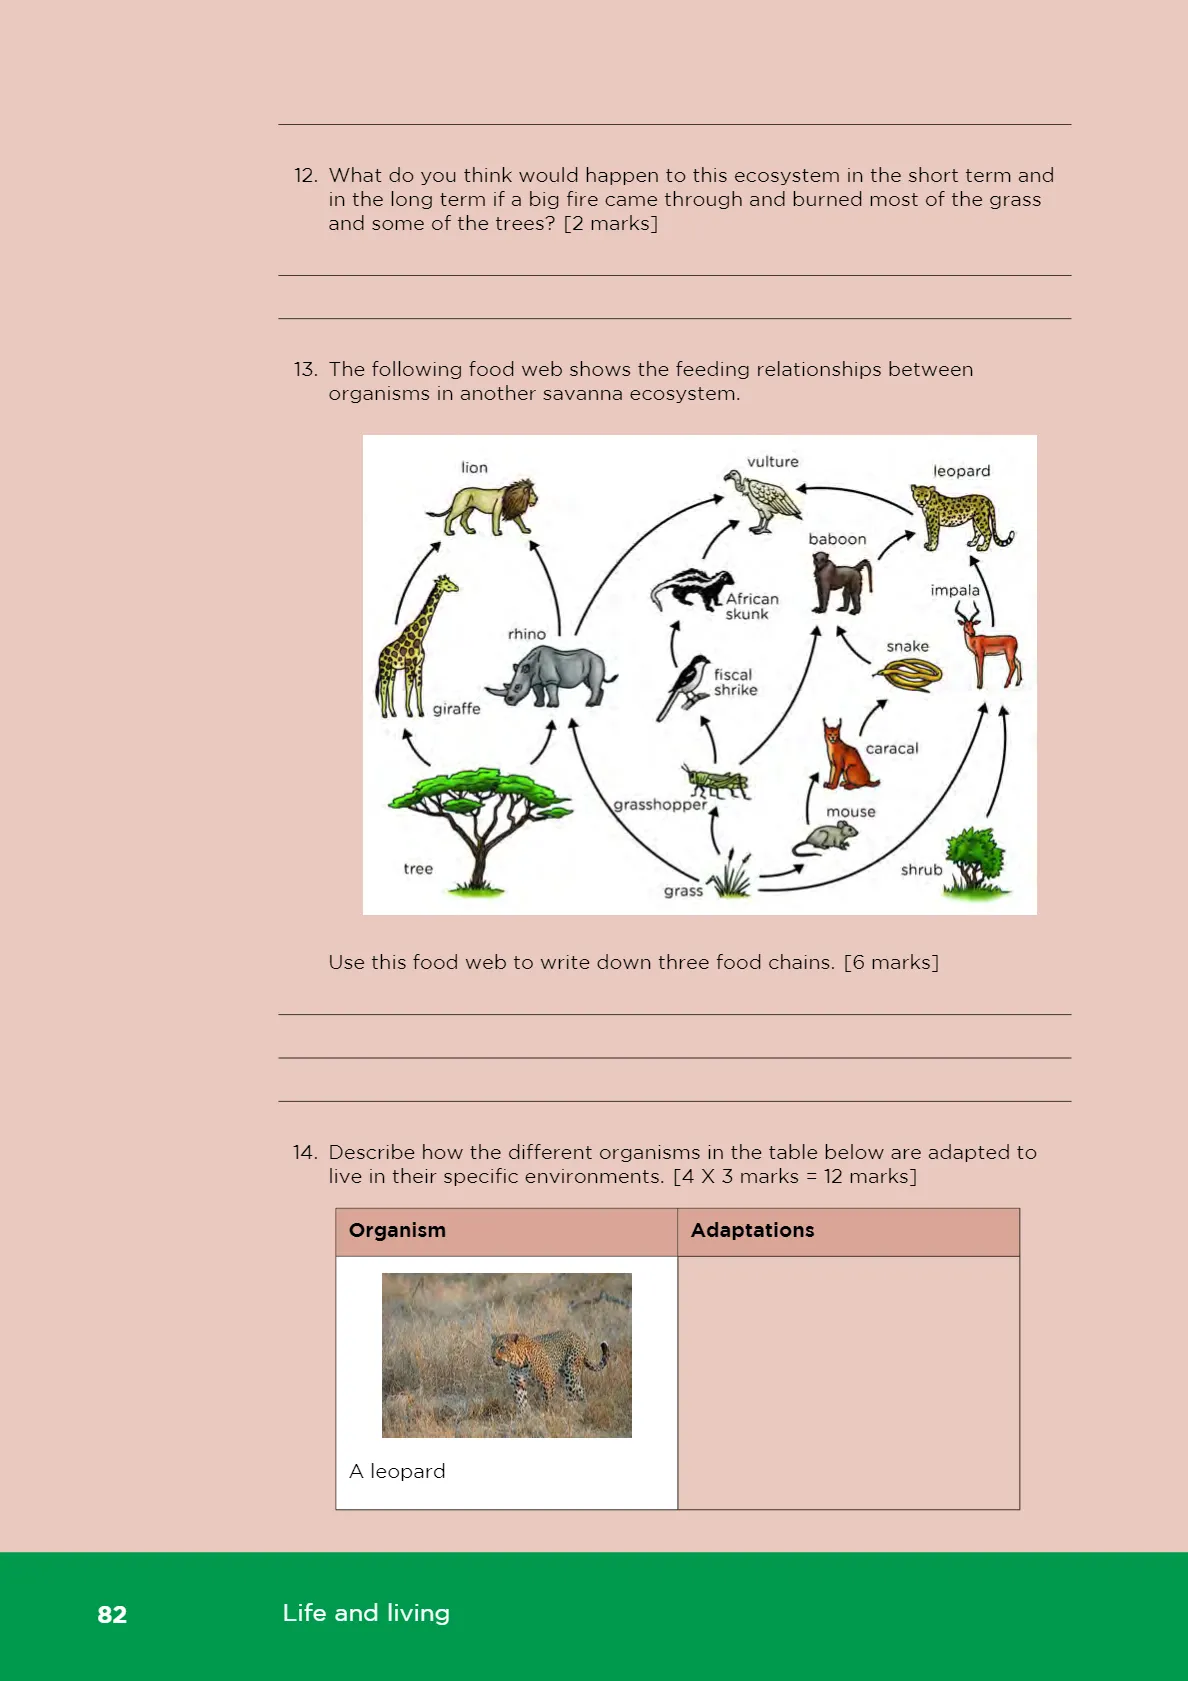 12. What do you think would happen to this ecosystem in the short term and
in the long term if a big fire came through and burned most of the grass
and some of the trees? [2 marks]
13. The following food web shows the feeding relationships between
organisms in another savanna ecosystem.
lion
vulture
leopard
baboon
African
skunk
impala
rhino
snake
fiscal
shrike
giraffe
caracal
grasshopper
mouse
tree
shrub
grass
Use this food web to write down three food chains. [6 marks]
14. Describe how the different organisms in the table below are adapted to
live in their specific environments. [4 X 3 marks = 12 marks]
Organism
Adaptations
A leopard
82
Life and living